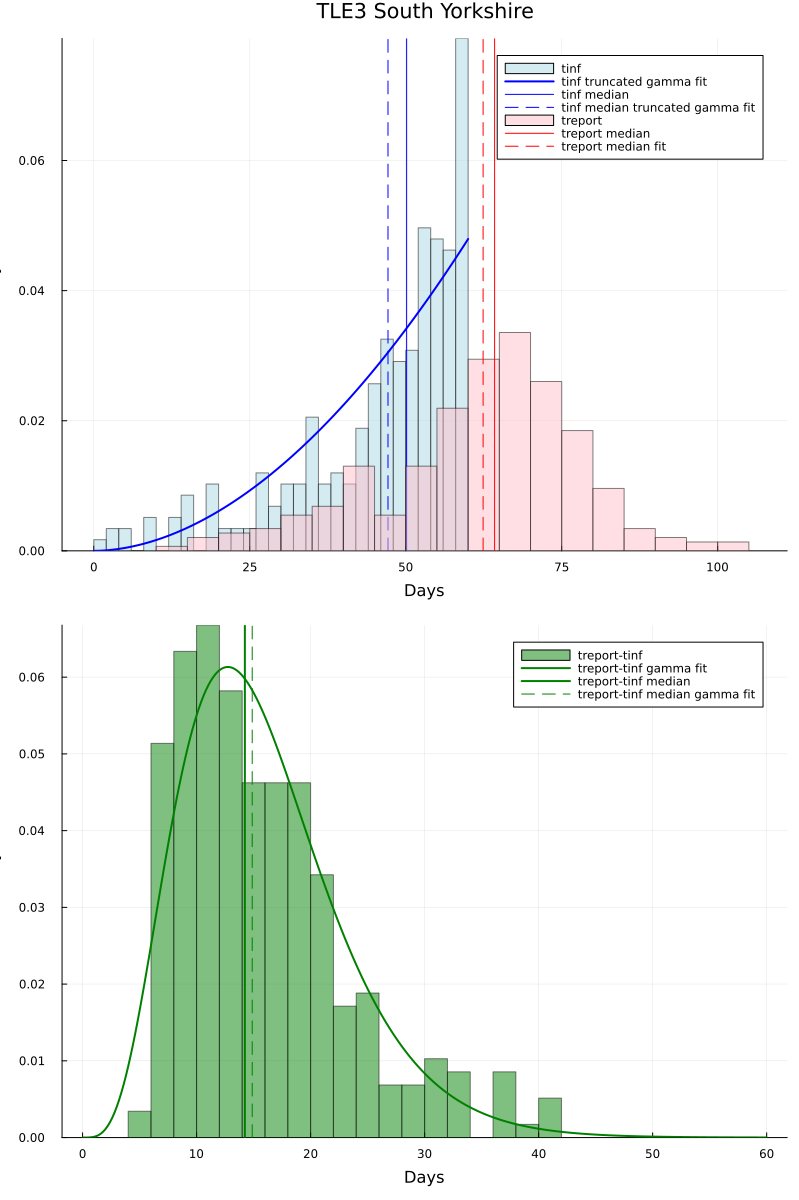 TLE3 South Yorkshire
tinf
tinf truncated gamma fit
tinf median
tinf median truncated gamma fit
treport
treport median
treport median fit
0.06
0.04
0.02
0.00
0 25 50 75 100
Days
treport-tinf
treport-tinf gamma fit
treport-tinf median
treport-tinf median gamma fit
0.06
0.05
0.04
0.03
0.02
0.01
0.00
0 10 20 30 40 50 60
Days